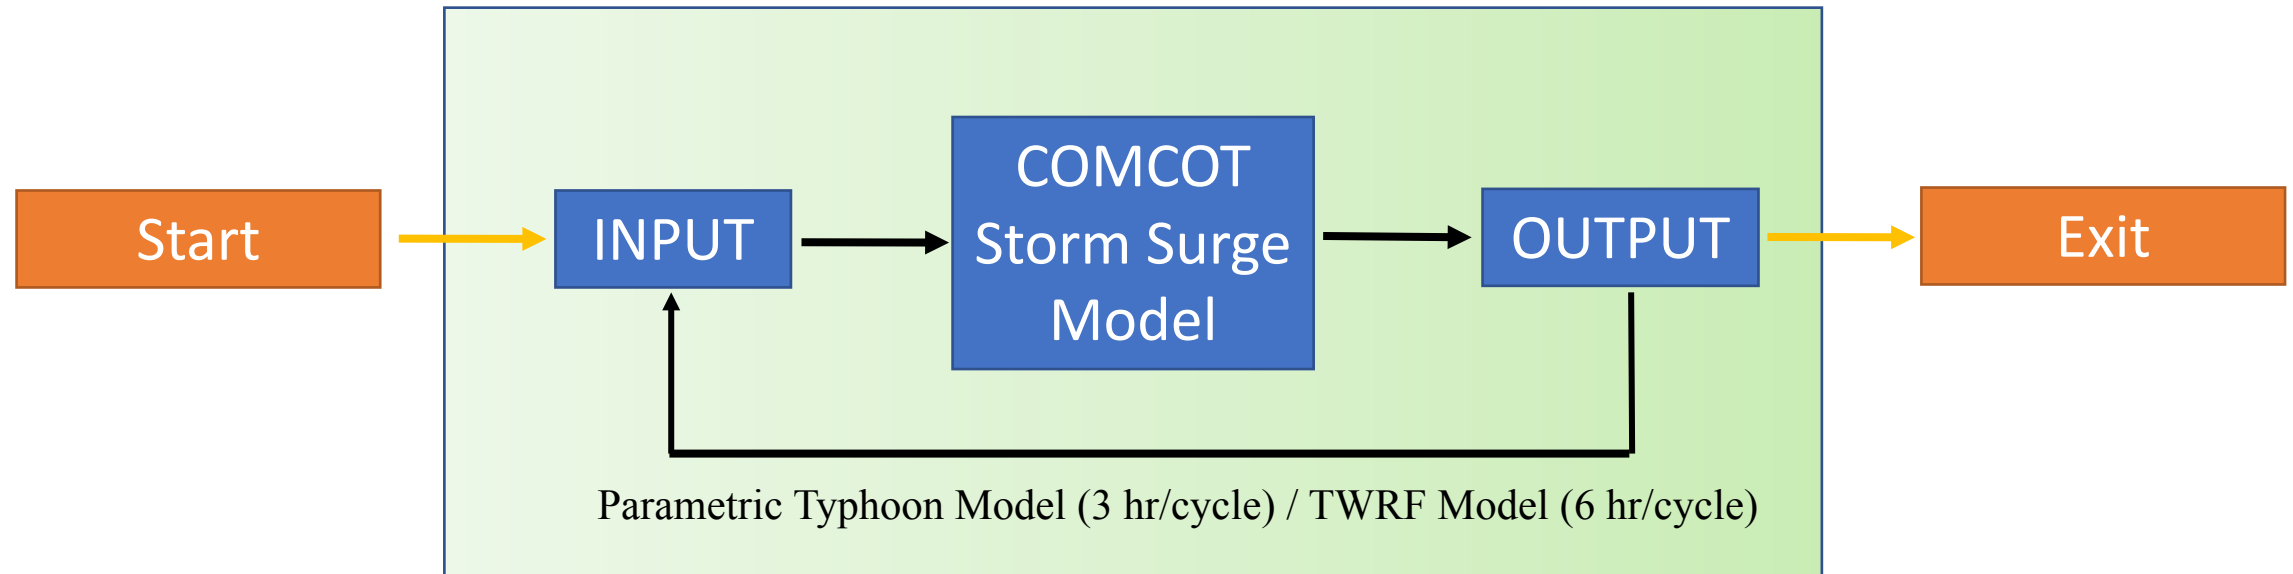 Start
INPUT
COMCOT
Storm Surge
Model
OUTPUT
Exit
Parametric Typhoon Model (3 hr/cycle) / TWRF Model (6 hr/cycle)